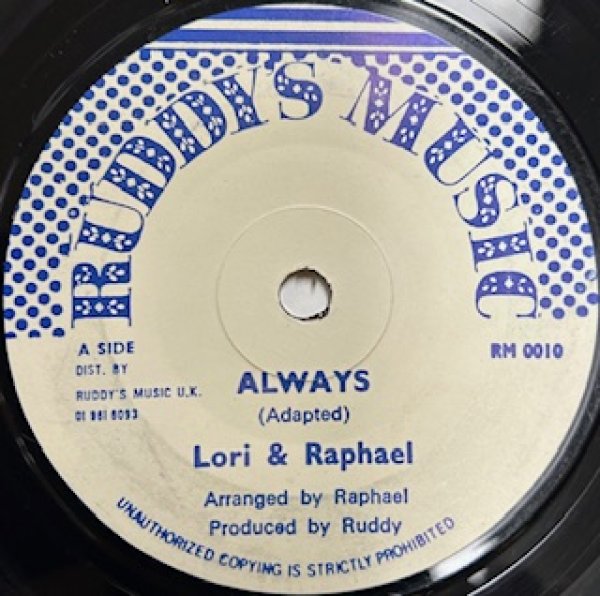 RUDDYS MUSIC
A SIDE
RM 0010
DIST. BY
RUDDY'S MUSIC U.K.
01 961 6093
ALWAYS
(Adapted)
Lori & Raphael
Arranged by Raphael
Produced by Ruddy
UNAUTHORIZED COPYING IS STRICTLY PROHIBITED